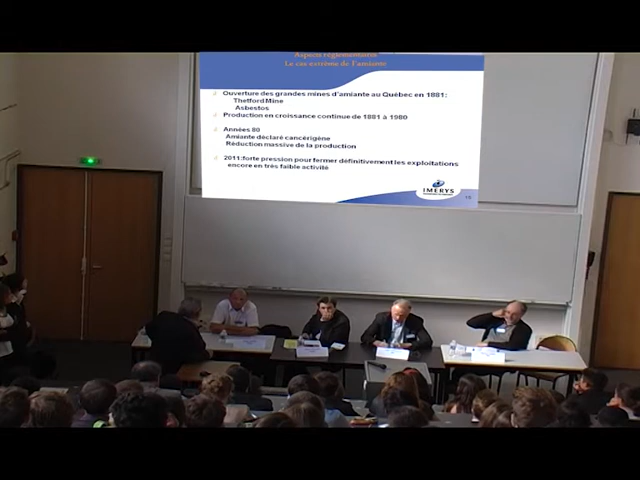 Aspects réglementaires
Le cas extrême de l'amiante
Ouverture des grandes mines d'amiante au Québec en 1881:
Thetford Mine
Asbestos
Production en croissance continue de 1881 à 1980
Années 80
Amiante déclaré cancérigène
Réduction massive de la production
2011:forte pression pour fermer définitivement les exploitations
encore en très faible activité
IMERYS